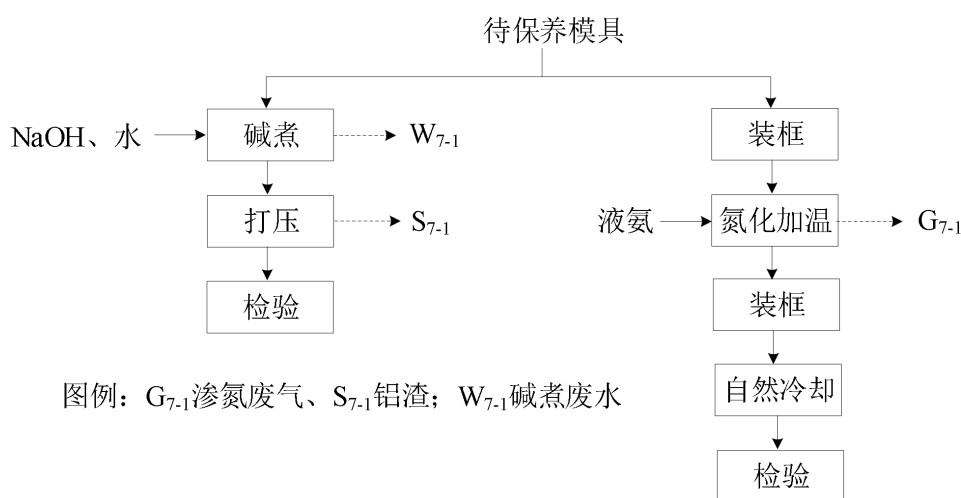 待保养模具
NaOH、水
碱煮
W7-1
装框
打压
S7-1
液氨
氮化加温
G7-1
检验
装框
图例：G7-1渗氮废气、S7-1铝渣；W7-1碱煮废水
自然冷却
检验